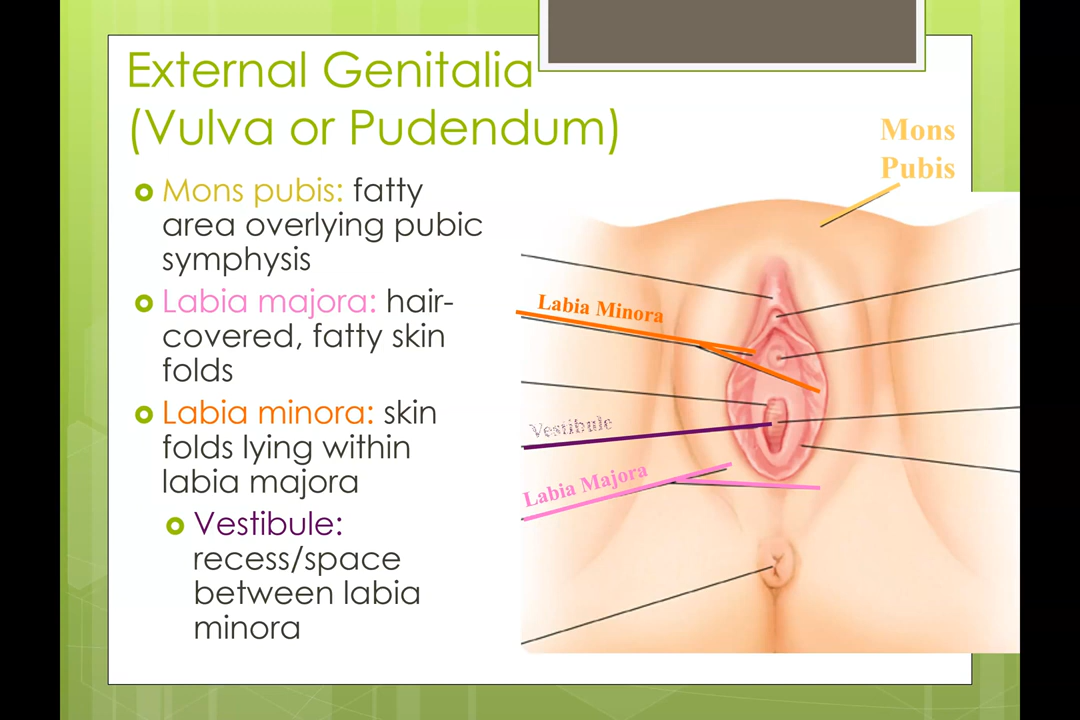 External Genitalia
(Vulva or Pudendum)
Mons pubis: fatty
area overlying pubic
symphysis
Labia majora: hair-
covered, fatty skin
folds
Labia minora: skin
folds lying within
labia majora
Vestibule:
recess/space
between labia
minora
Mons
Pubis
Labia Minora
Vestibule
Labia Majora